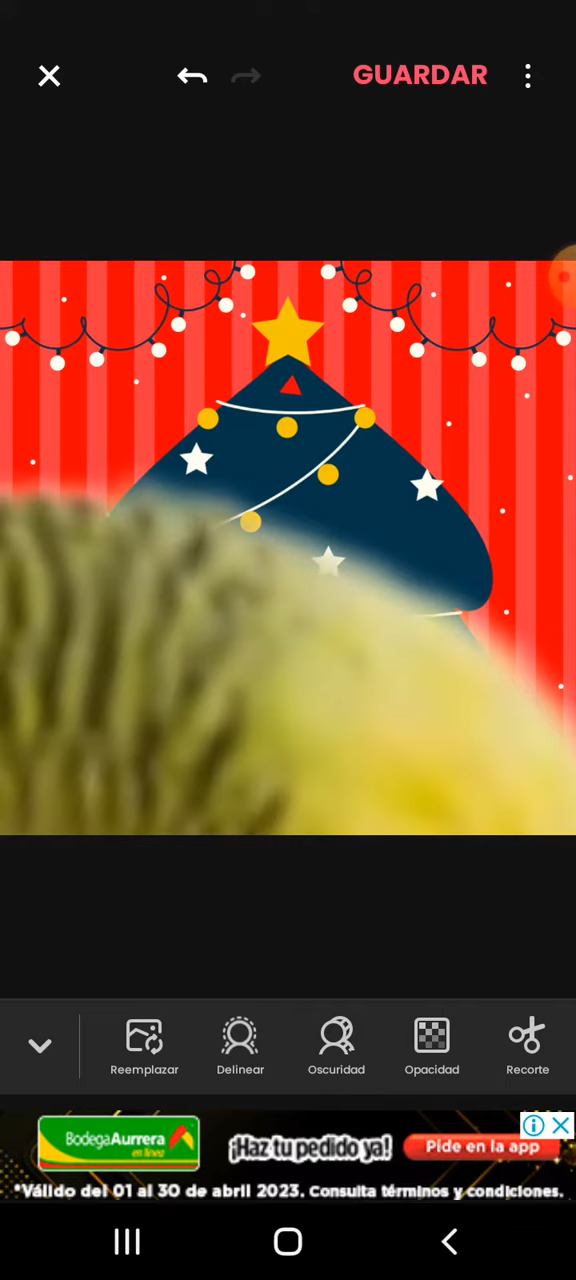 GUARDAR
Reemplazar
Delinear
Oscuridad
Opacidad
Recorte
Bodega Aurrera
en línea
¡Haz tu pedido ya!
Pide en la app
*Válido del 01 al 30 de abril 2023. Consulta términos y condiciones.